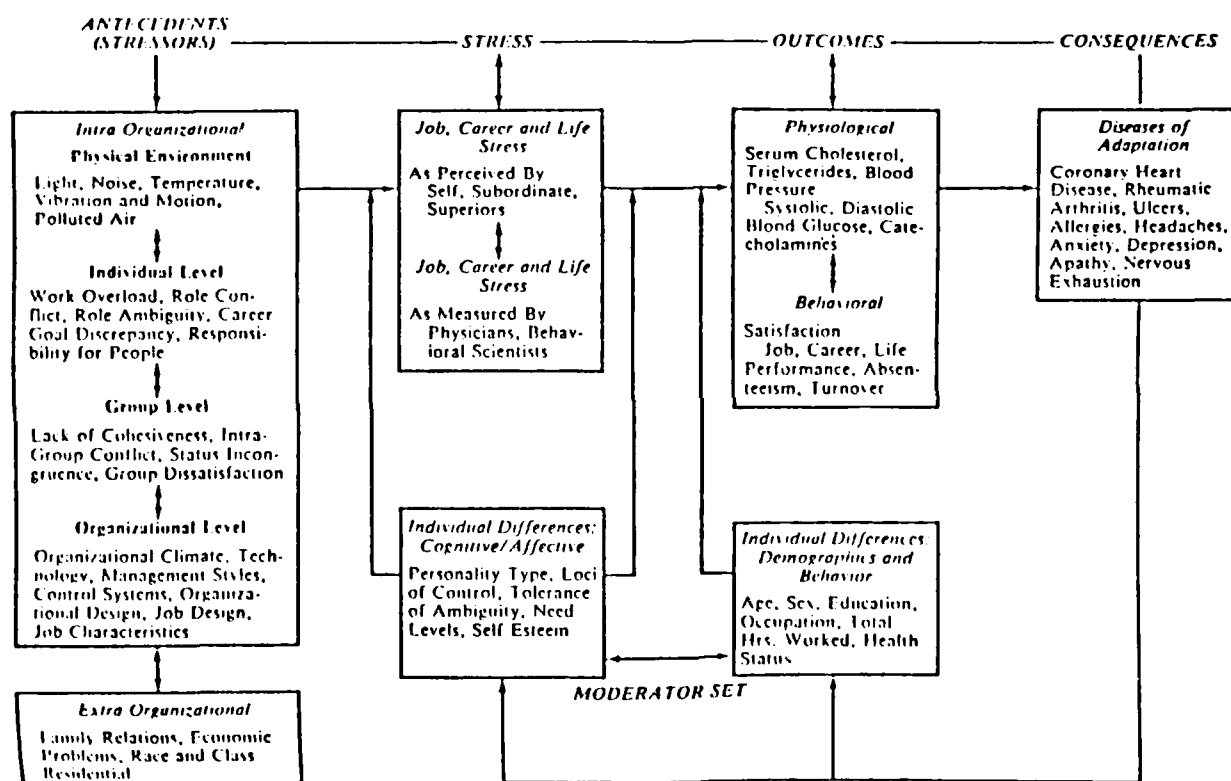 ANTECEDENTS
(STRESSORS)
STRESS
OUTCOMES
CONSEQUENCES
Intra Organizational
Physical Environment
Light, Noise, Temperature,
Vibration and Motion,
Polluted Air
Individual Level
Work Overload, Role Con-
flict, Role Ambiguity, Career
Goal Discrepancy, Responsi-
bility for People
Group Level
Lack of Cohesiveness, Intra-
Group Conflict, Status Incon-
gruence, Group Dissatisfaction
Organizational Level
Organizational Climate, Tech-
nology, Management Styles,
Control Systems, Organiza-
tional Design, Job Design,
Job Characteristics
Extra Organizational
Family Relations, Economic
Problems, Race and Class
Residential
Job, Career and Life
Stress
As Perceived By
Self, Subordinate,
Superiors
Job, Career and Life
Stress
As Measured By
Physicians, Behav-
ioral Scientists
Individual Differences:
Cognitive/Affective
Personality Type, Loci
of Control, Tolerance
of Ambiguity, Need
Levels, Self Esteem
Physiological
Serum Cholesterol,
Triglycerides, Blood
Pressure
Systolic, Diastolic
Blood Glucose, Cate-
cholamines
Behavioral
Satisfaction
Job, Career, Life
Performance, Absen-
teeism, Turnover
Individual Differences:
Demographics and
Behavior
Age, Sex, Education,
Occupation, Total
Hrs. Worked, Health
Status
MODERATOR SET
Diseases of
Adaptation
Coronary Heart
Disease, Rheumatic
Arthritis, Ulcers,
Allergies, Headaches,
Anxiety, Depression,
Apathy, Nervous
Exhaustion